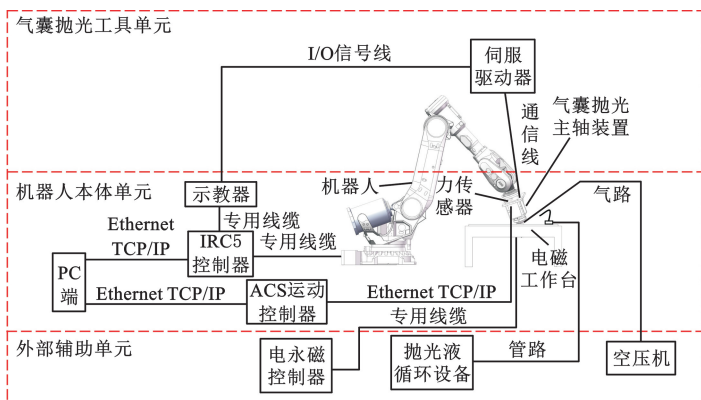 气囊抛光工具单元
I/O信号线
伺服
驱动器
通
信
线
气囊抛光
主轴装置
机器人本体单元
示教器
机器人
力传
感器
气路
Ethernet
TCP/IP
专用线缆
IRC5
控制器
专用线缆
电磁
工作台
PC
端
Ethernet TCP/IP
ACS运动
控制器
Ethernet TCP/IP
专用线缆
外部辅助单元
电永磁
控制器
抛光液
循环设备
管路
空压机